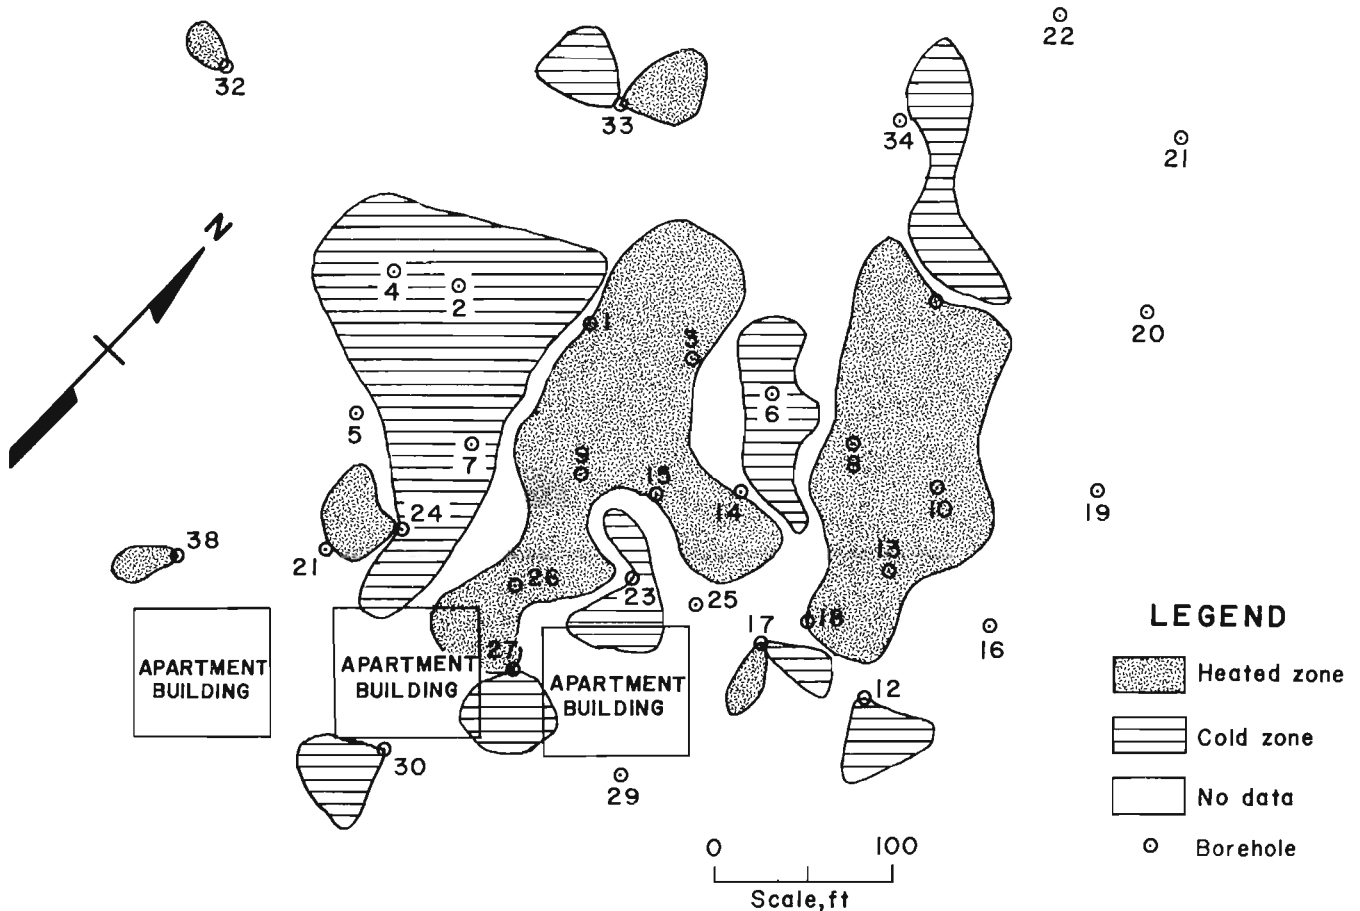 22
32
33
34
21
N
4
2
1
3
20
6
5
7
9
8
15
14
10
19
24
38
21
13
26
23
25
17
18
16
27
APARTMENT
BUILDING
APARTMENT
BUILDING
APARTMENT
BUILDING
12
30
29
LEGEND
Heated zone
Cold zone
No data
Borehole
0 100
Scale, ft